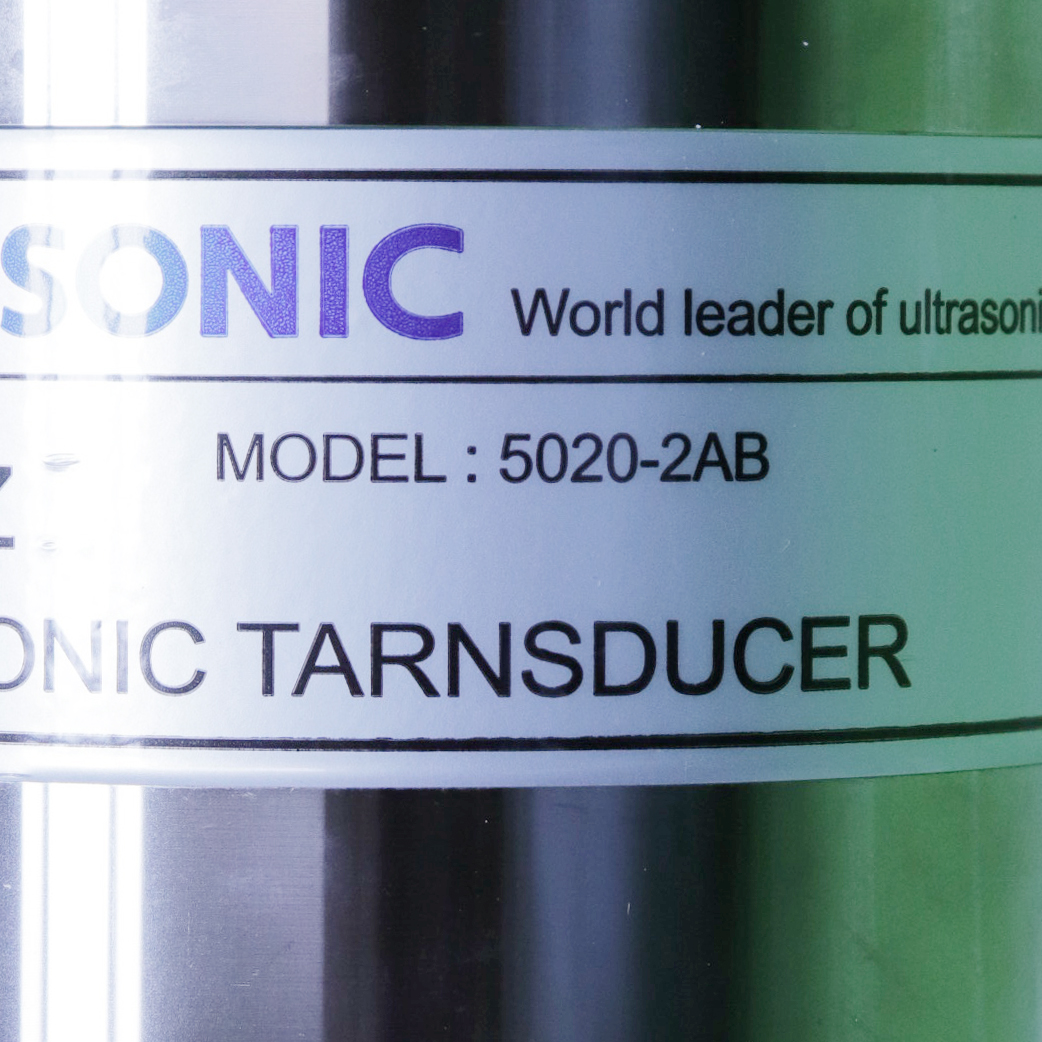 SONIC World leader of ultrasoni
MODEL : 5020-2AB
Z
ONIC TARNSDUCER